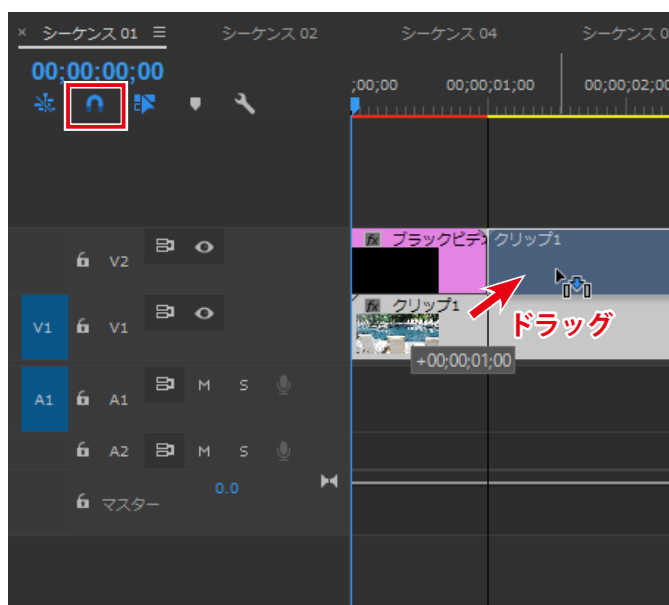 × シーケンス 01 ≡ シーケンス 02 シーケンス 04 シーケンス 0
00;00;00;00
;00;00 00;00;01;00 00;00;02;00
fx ブラックビデオ クリップ1
V2
fx クリップ1
ドラッグ
V1 V1
+00;00;01;00
A1 A1 M S
A2 M S
0.0
マスター